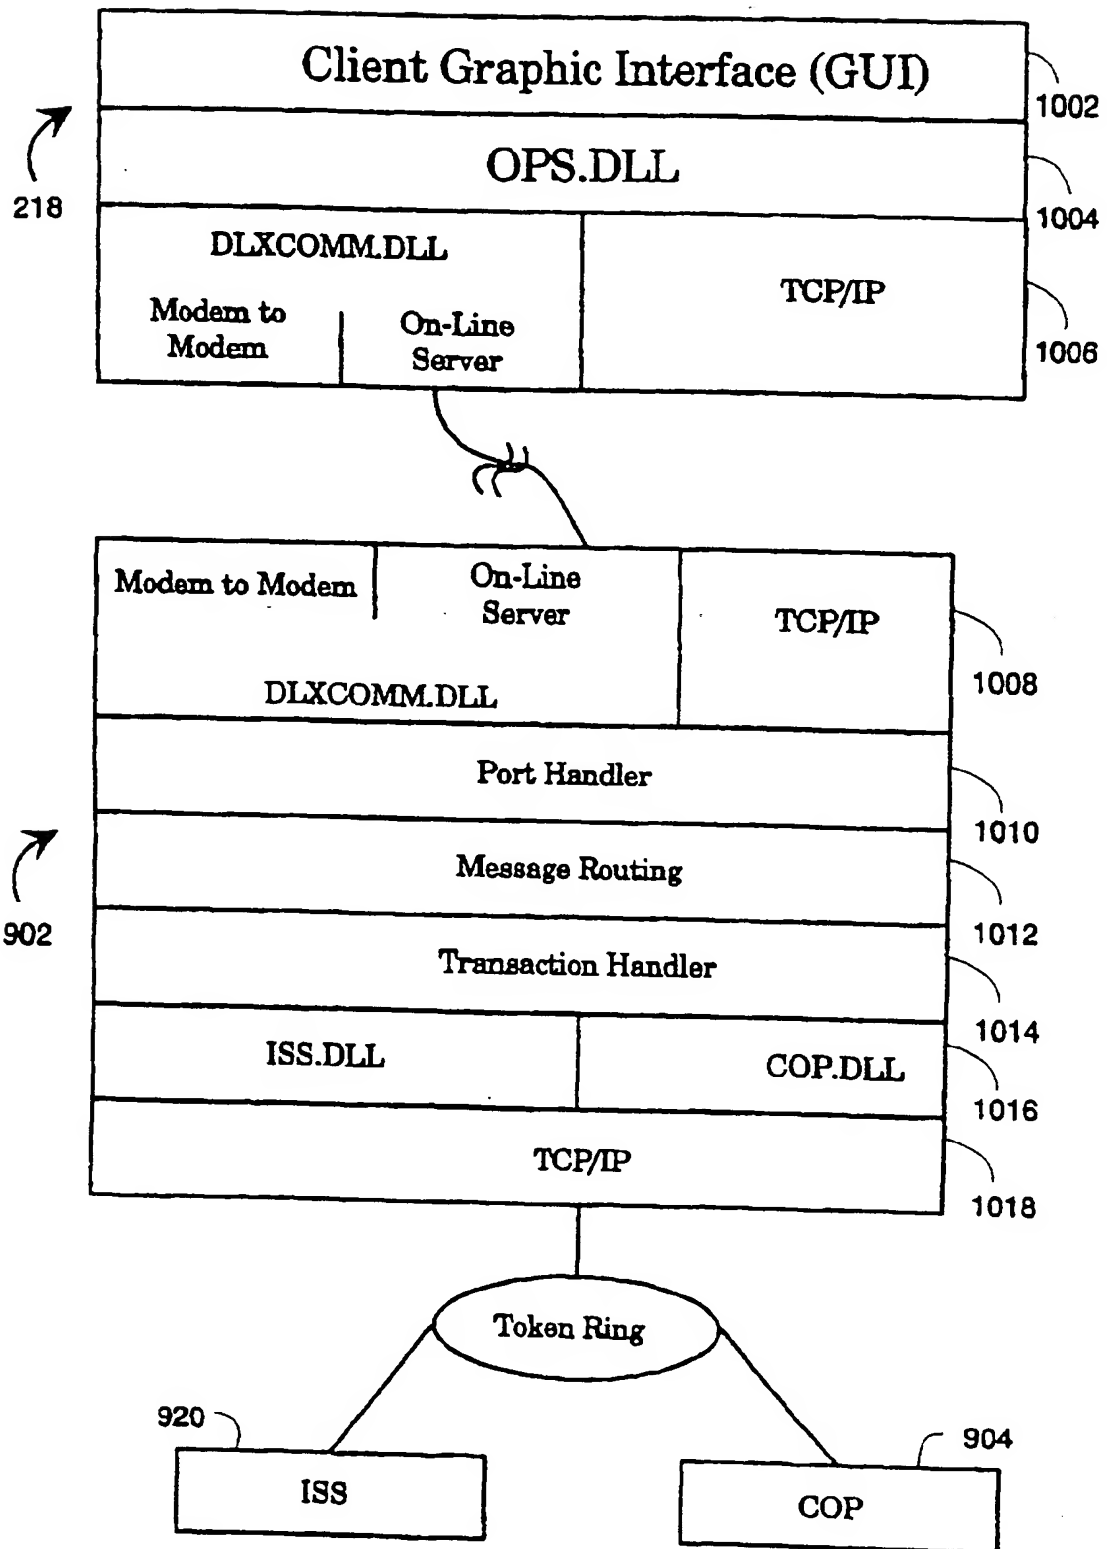 Client Graphic Interface (GUI)
1002
OPS.DLL
218
1004
DLXCOMM.DLL
TCP/IP
Modem to
Modem
On-Line
Server
1006
Modem to Modem
On-Line
Server
TCP/IP
1008
DLXCOMM.DLL
Port Handler
1010
Message Routing
902
1012
Transaction Handler
1014
ISS.DLL
COP.DLL
1016
TCP/IP
1018
Token Ring
920
904
ISS
COP